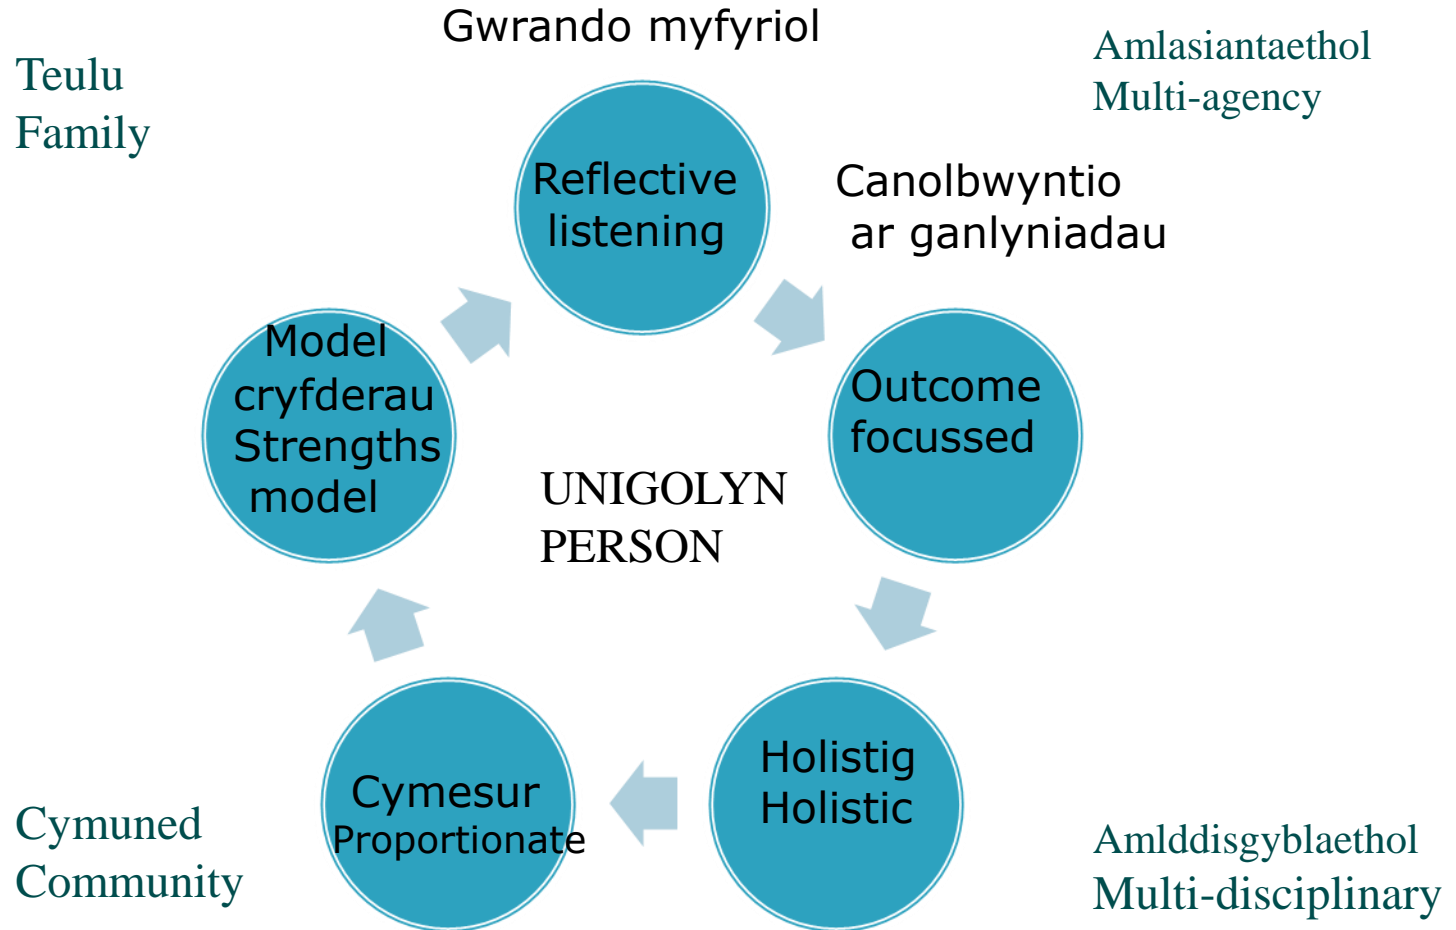 Gwrando myfyriol
Teulu
Family
Amlasiantaethol
Multi-agency
Reflective
listening
Canolbwyntio
ar ganlyniadau
Model
cryfderau
Strengths
model
Outcome
focussed
UNIGOLYN
PERSON
Holistig
Holistic
Cymesur
Proportionate
Cymuned
Community
Amlddisgyblaethol
Multi-disciplinary